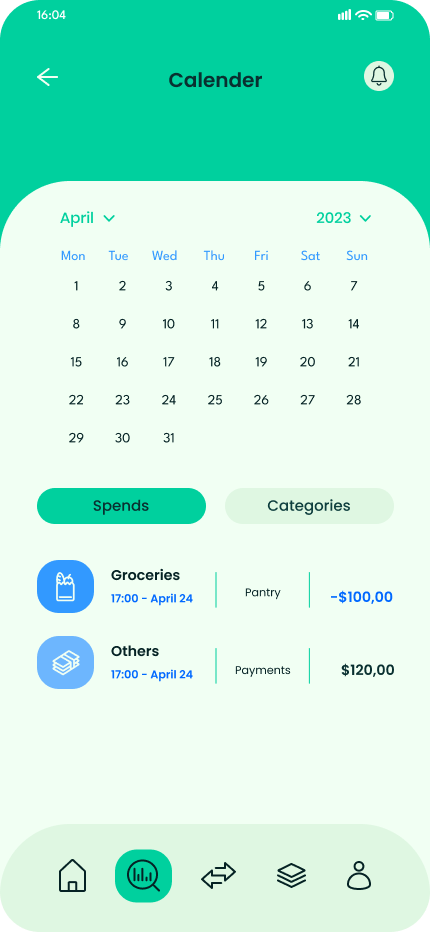 16:04
Calender
April 2023
Mon Tue Wed Thu Fri Sat Sun
1 2 3 4 5 6 7
8 9 10 11 12 13 14
15 16 17 18 19 20 21
22 23 24 25 26 27 28
29 30 31
Spends Categories
Groceries
17:00 - April 24 Pantry -$100,00
Others
17:00 - April 24 Payments $120,00